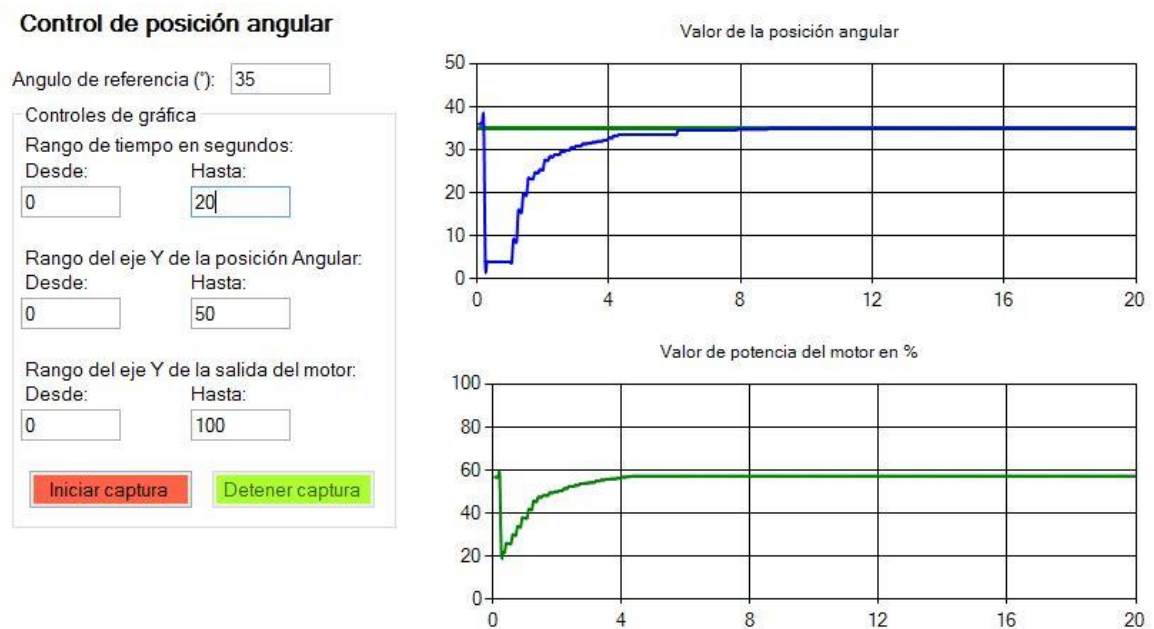 Control de posición angular
Angulo de referencia (°): 35
Controles de gráfica
Rango de tiempo en segundos:
Desde: Hasta:
0 20
Rango del eje Y de la posición Angular:
Desde: Hasta:
0 50
Rango del eje Y de la salida del motor:
Desde: Hasta:
0 100
Iniciar captura Detener captura
Valor de la posición angular
50
40
30
20
10
0
0 4 8 12 16 20
Valor de potencia del motor en %
100
80
60
40
20
0
0 4 8 12 16 20